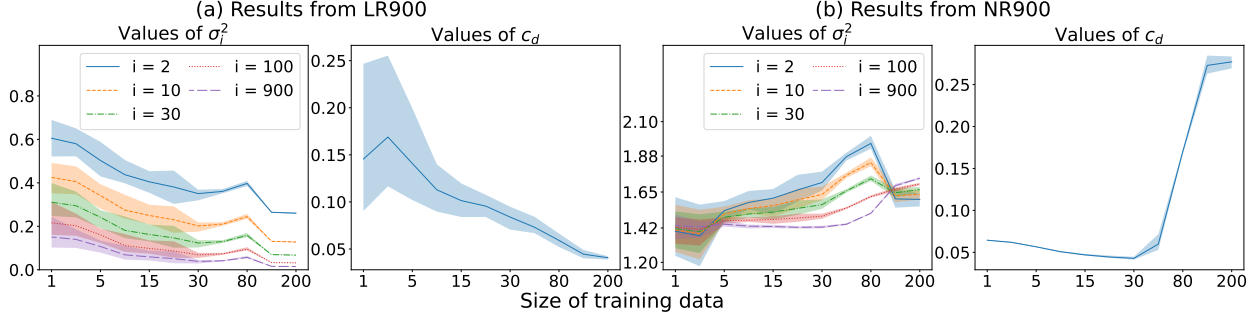 (a) Results from LR900
(b) Results from NR900
Values of σᵢ²
Values of c_d
Values of σᵢ²
Values of c_d
i = 2
i = 10
i = 30
i = 100
i = 900
0.8
0.6
0.4
0.2
0.0
1 5 15 30 80 200
0.25
0.20
0.15
0.10
0.05
1 5 15 30 80 200
i = 2
i = 10
i = 30
i = 100
i = 900
2.10
1.88
1.65
1.42
1.20
1 5 15 30 80 200
0.25
0.20
0.15
0.10
0.05
1 5 15 30 80 200
Size of training data